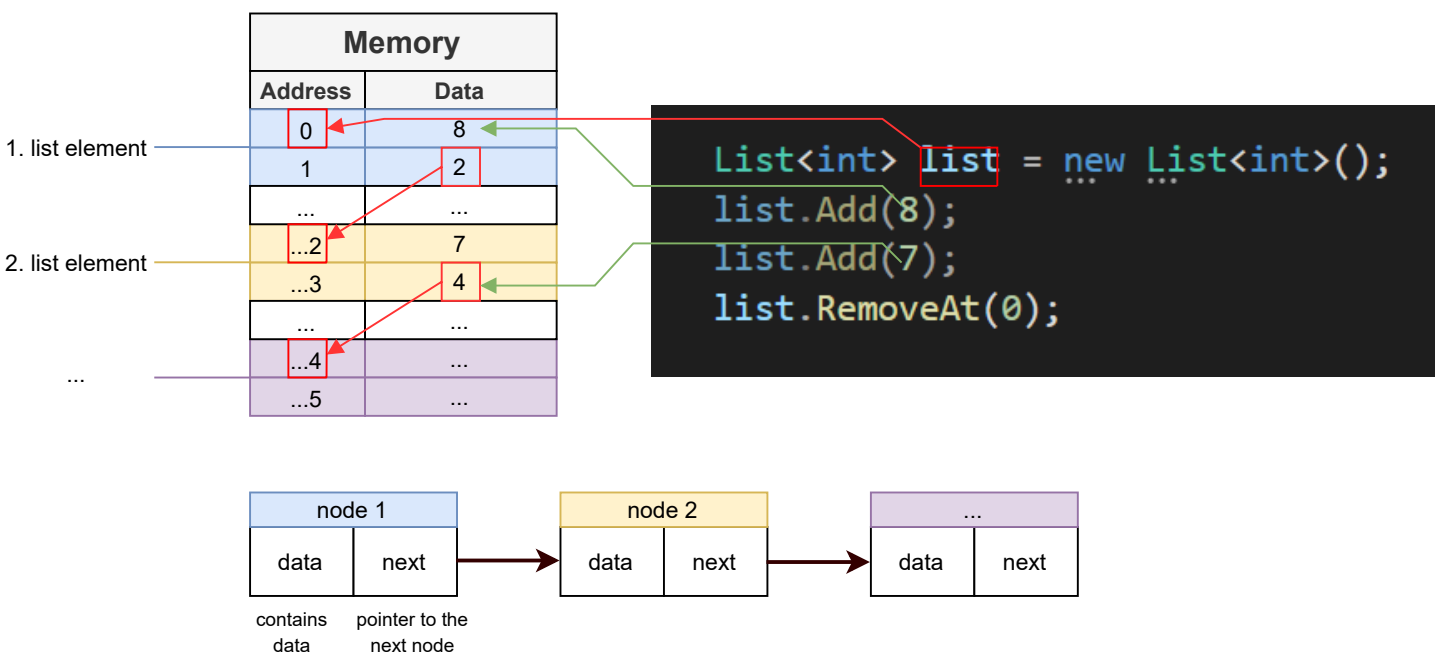 Memory
Address Data
0 8
1. list element
1 2
... ...
...2 7
2. list element
...3 4
... ...
...4 ...
...
...5 ...
List<int> list = new List<int>();
list.Add(8);
list.Add(7);
list.RemoveAt(0);
node 1 node 2 ...
data next data next data next
contains pointer to the
data next node